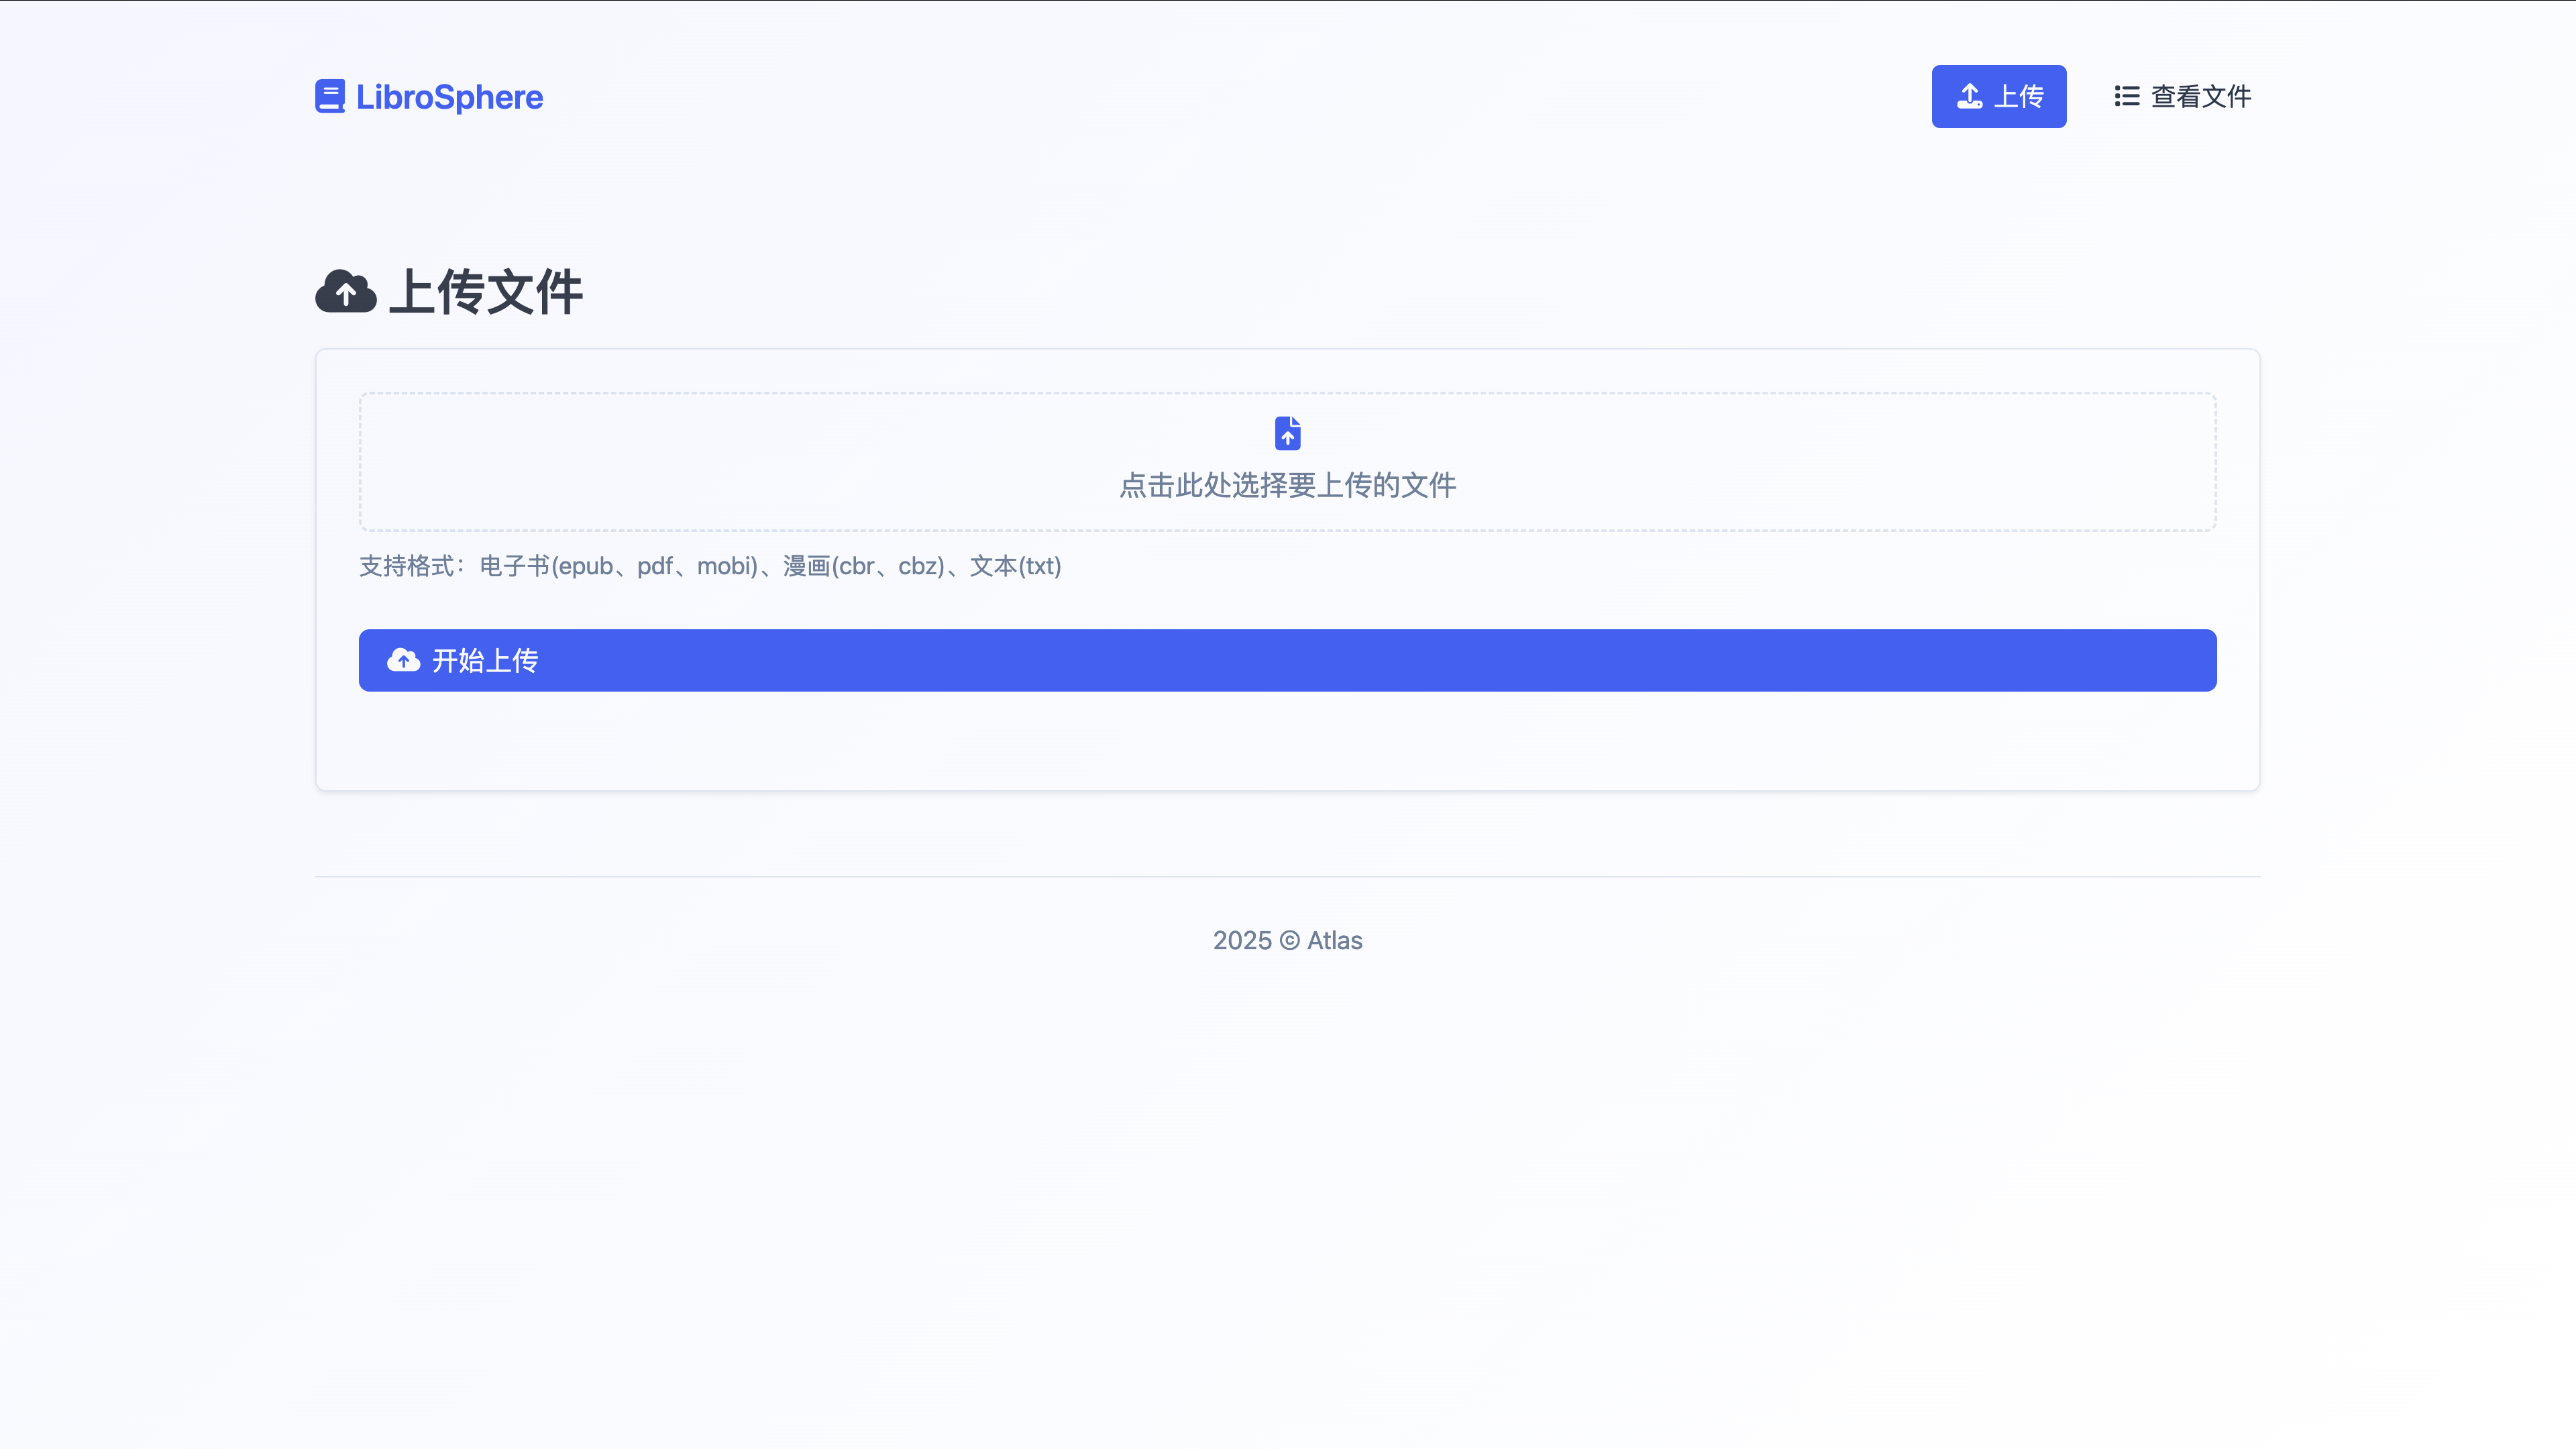 LibroSphere
上传
查看文件
上传文件
点击此处选择要上传的文件
支持格式：电子书(epub、pdf、mobi)、漫画(cbr、cbz)、文本(txt)
开始上传
2025 © Atlas